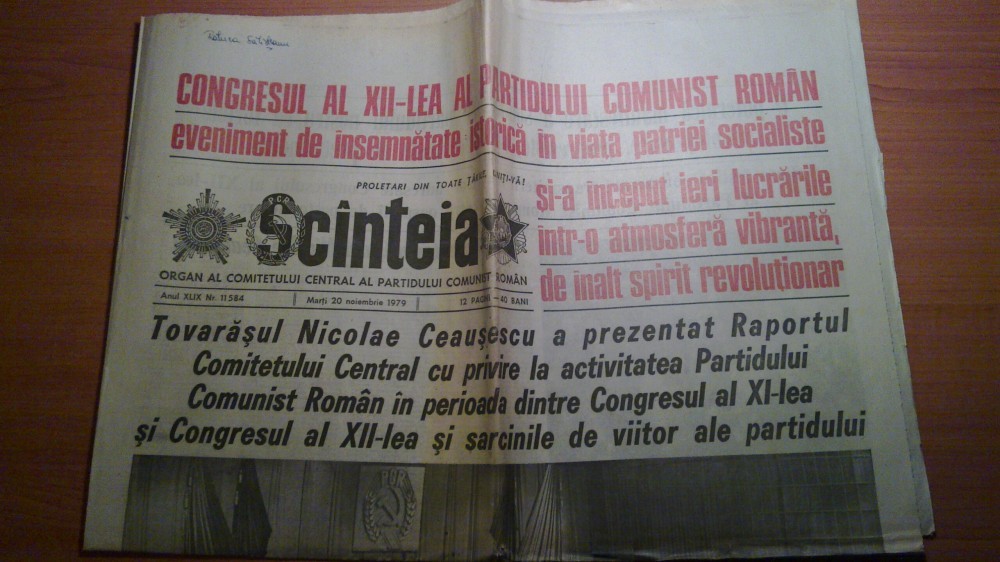 CONGRESUL AL XII-LEA AL PARTIDULUI COMUNIST ROMÂN
eveniment de însemnătate istorică în viața patriei socialiste
și-a început ieri lucrările
într-o atmosferă vibrantă,
de înalt spirit revoluționar
PROLETARI DIN TOATE ȚĂRILE, UNIȚI-VĂ!
PCR
Scînteia
ORGAN AL COMITETULUI CENTRAL AL PARTIDULUI COMUNIST ROMÂN
Anul XLIX Nr. 11584 Marți 20 noiembrie 1979 12 PAGINI — 40 BANI
Tovarășul Nicolae Ceaușescu a prezentat Raportul
Comitetului Central cu privire la activitatea Partidului
Comunist Român în perioada dintre Congresul al XI-lea
și Congresul al XII-lea și sarcinile de viitor ale partidului
PCR